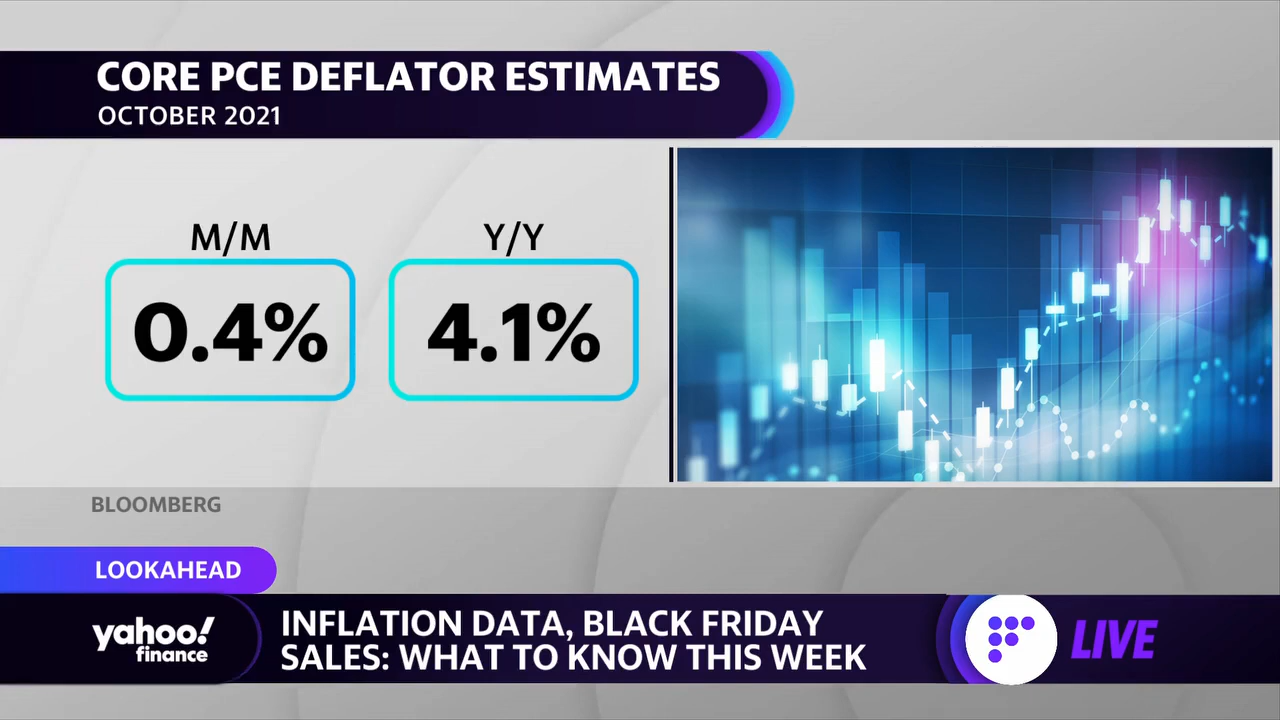 CORE PCE DEFLATOR ESTIMATES
OCTOBER 2021
M/M
Y/Y
0.4%
4.1%
BLOOMBERG
LOOKAHEAD
yahoo!
finance
INFLATION DATA, BLACK FRIDAY
SALES: WHAT TO KNOW THIS WEEK
LIVE